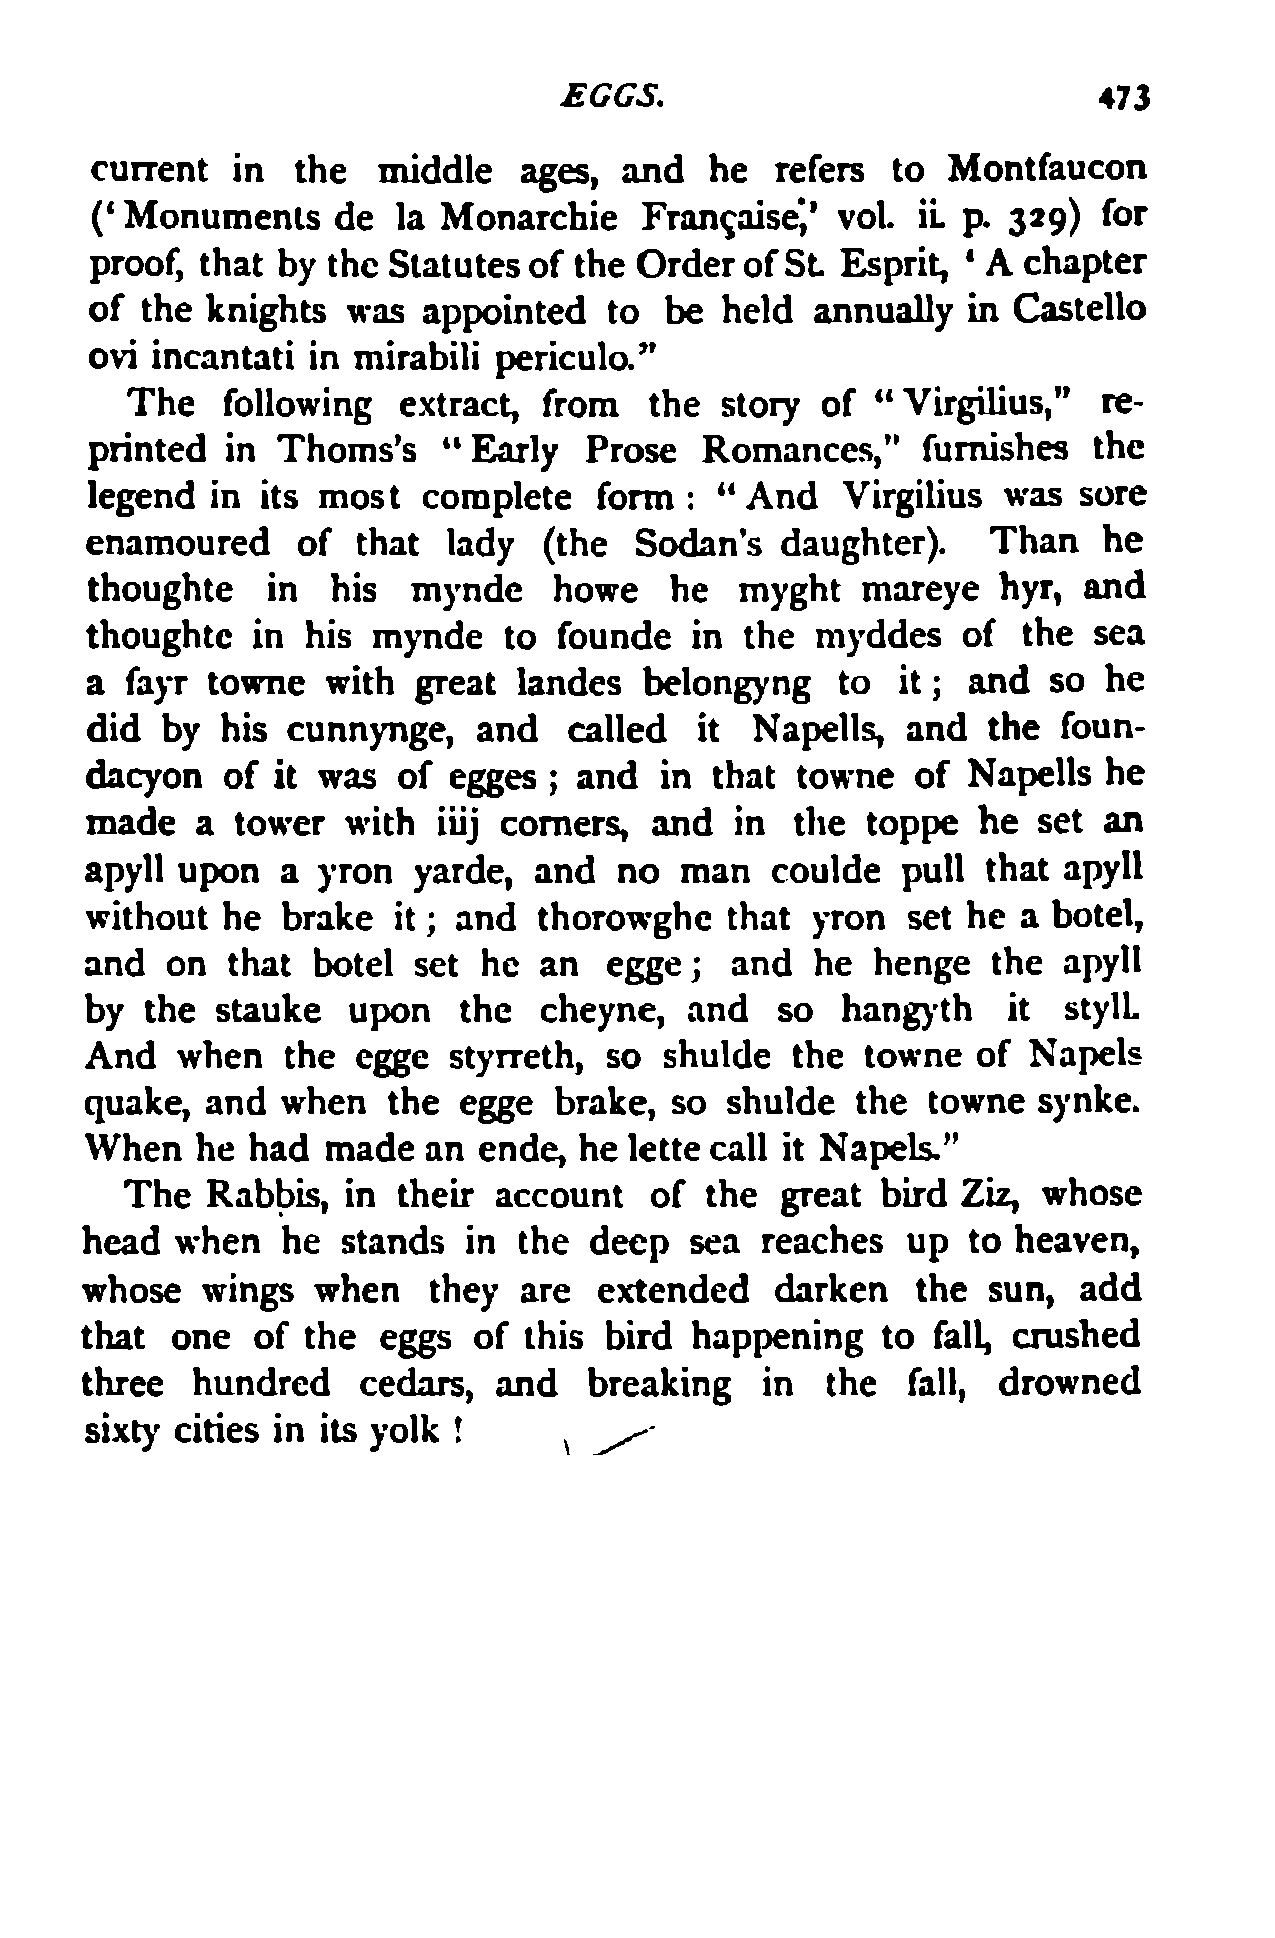 EGGS. 473
current in the middle ages, and he refers to Montfaucon
(‘Monuments de la Monarchie Française,’ vol. ii. p. 329) for
proof, that by the Statutes of the Order of St. Esprit, ‘A chapter
of the knights was appointed to be held annually in Castello
ovi incantati in mirabili periculo.”
The following extract, from the story of “Virgilius,” re-
printed in Thoms’s “Early Prose Romances,” furnishes the
legend in its most complete form : “And Virgilius was sore
enamoured of that lady (the Sodan’s daughter). Than he
thoughte in his mynde howe he myght mareye hyr, and
thoughte in his mynde to founde in the myddes of the sea
a fayr towne with great landes belongyng to it ; and so he
did by his cunnynge, and called it Napells, and the foun-
dacyon of it was of egges ; and in that towne of Napells he
made a tower with iiij corners, and in the toppe he set an
apyll upon a yron yarde, and no man coulde pull that apyll
without he brake it ; and thorowghe that yron set he a botel,
and on that botel set he an egge ; and he henge the apyll
by the stauke upon the cheyne, and so hangyth it styll.
And when the egge styrreth, so shulde the towne of Napels
quake, and when the egge brake, so shulde the towne synke.
When he had made an ende, he lette call it Napels.”
The Rabbis, in their account of the great bird Ziz, whose
head when he stands in the deep sea reaches up to heaven,
whose wings when they are extended darken the sun, add
that one of the eggs of this bird happening to fall, crushed
three hundred cedars, and breaking in the fall, drowned
sixty cities in its yolk !